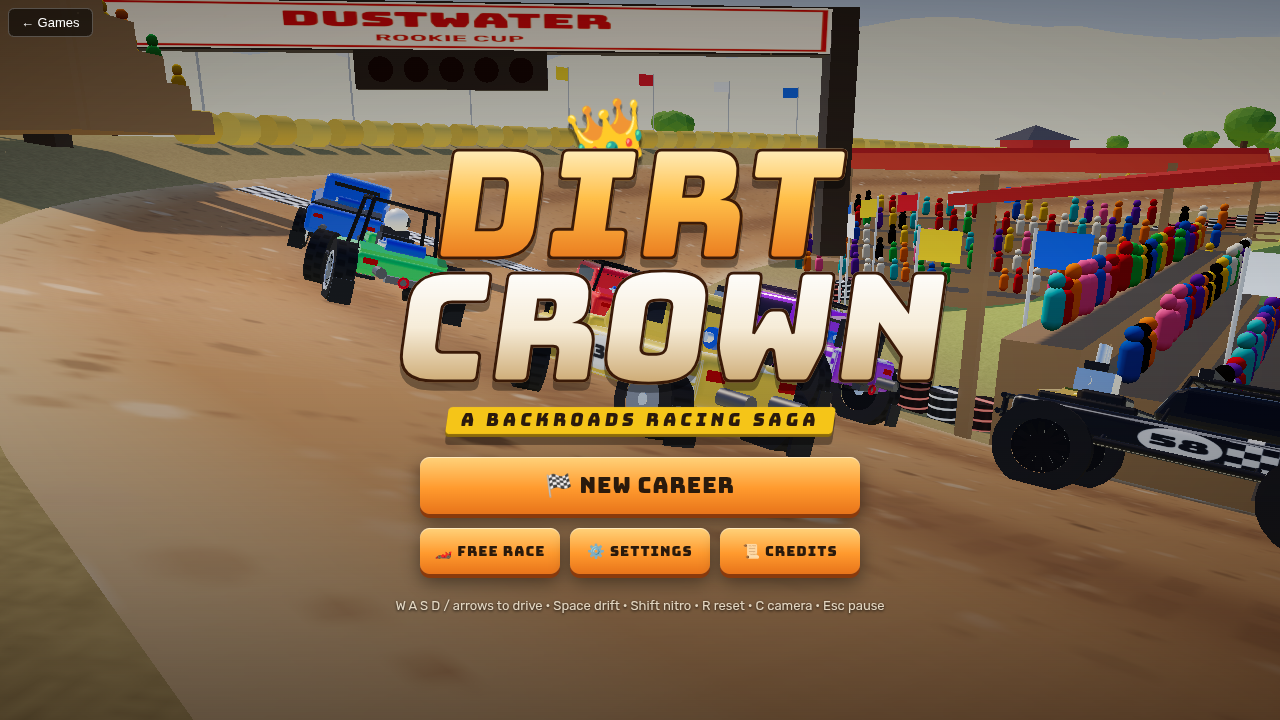 ← Games
DUSTWATER
ROOKIE CUP
DIRT
CROWN
A BACKROADS RACING SAGA
58
🏁 NEW CAREER
🏎️ FREE RACE
⚙️ SETTINGS
📜 CREDITS
W A S D / arrows to drive • Space drift • Shift nitro • R reset • C camera • Esc pause